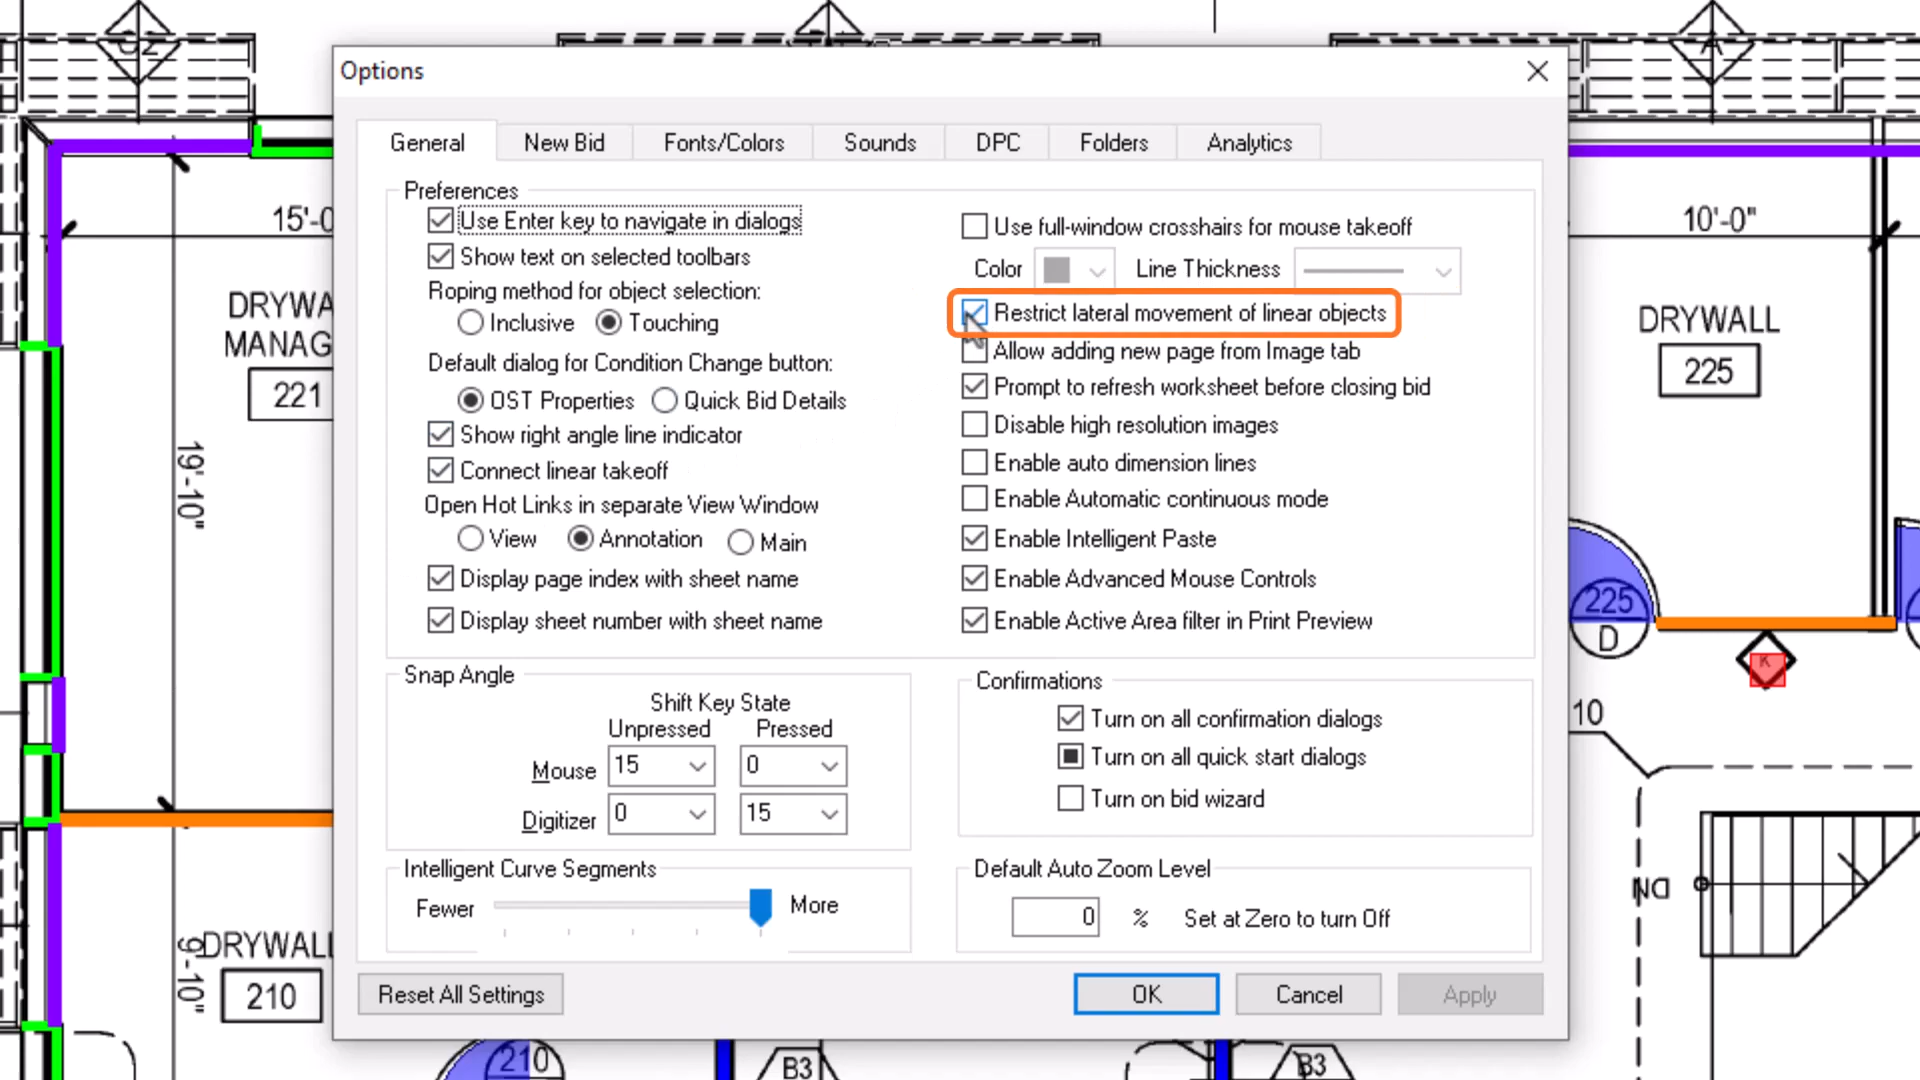 Options
General
New Bid
Fonts/Colors
Sounds
DPC
Folders
Analytics
Preferences
Use Enter key to navigate in dialogs
Show text on selected toolbars
Roping method for object selection:
Inclusive
Touching
Default dialog for Condition Change button:
OST Properties
Quick Bid Details
Show right angle line indicator
Connect linear takeoff
Open Hot Links in separate View Window
View
Annotation
Main
Display page index with sheet name
Display sheet number with sheet name
Use full-window crosshairs for mouse takeoff
Color
Line Thickness
Restrict lateral movement of linear objects
Allow adding new page from Image tab
Prompt to refresh worksheet before closing bid
Disable high resolution images
Enable auto dimension lines
Enable Automatic continuous mode
Enable Intelligent Paste
Enable Advanced Mouse Controls
Enable Active Area filter in Print Preview
Snap Angle
Shift Key State
Unpressed
Pressed
Mouse
15
0
Digitizer
0
15
Confirmations
Turn on all confirmation dialogs
Turn on all quick start dialogs
Turn on bid wizard
Intelligent Curve Segments
Fewer
More
Default Auto Zoom Level
0
%
Set at Zero to turn Off
Reset All Settings
OK
Cancel
Apply
15'-0
DRYWA
MANAG
221
19'-10"
DRYWALL
210
9'-10"
210
B3
B3
A
10'-0"
DRYWALL
225
225
D
K
10
DN